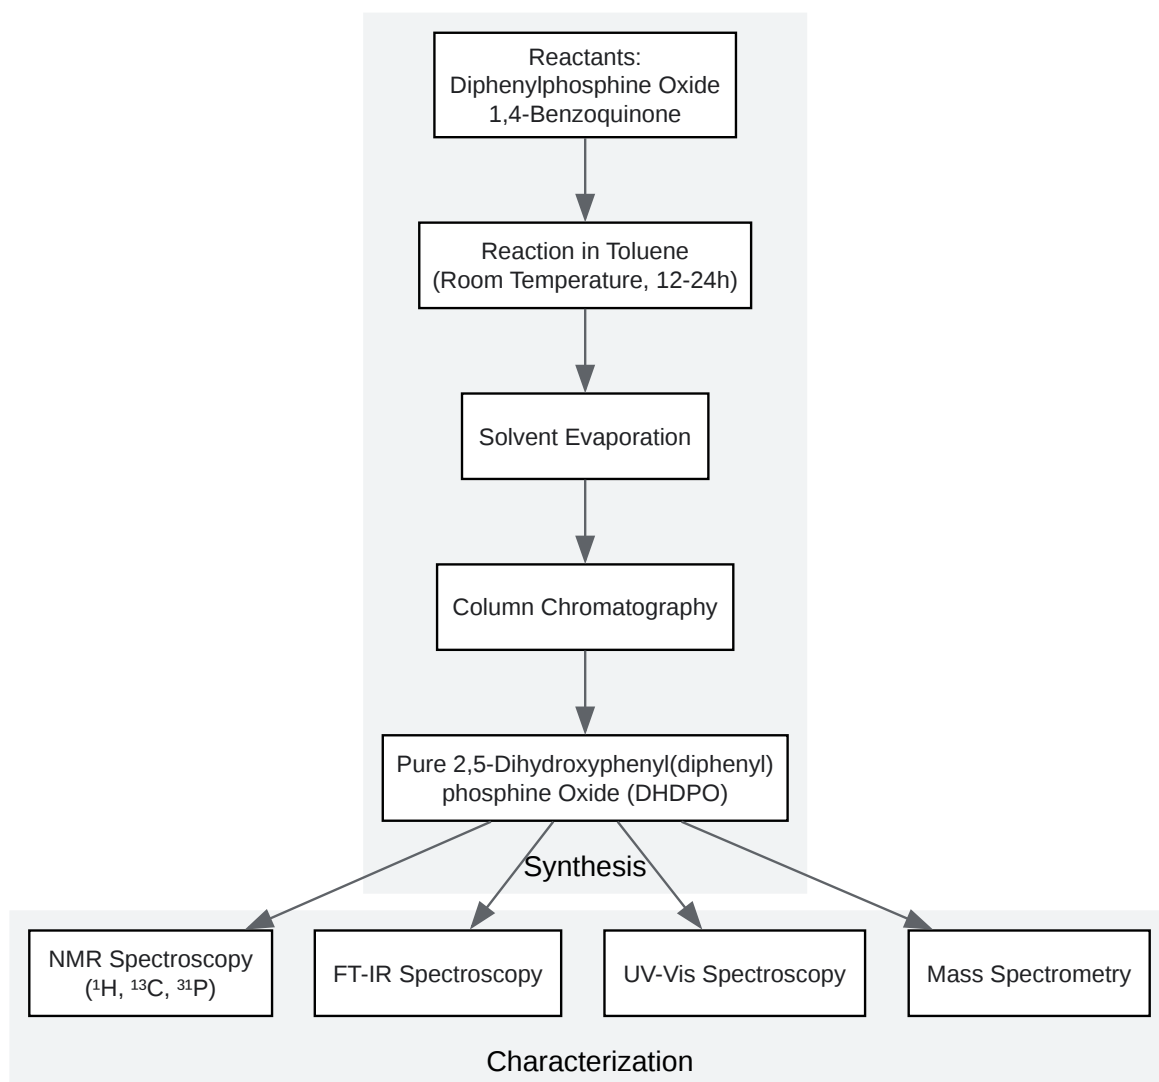 Reactants:
Diphenylphosphine Oxide
1,4-Benzoquinone
Reaction in Toluene
(Room Temperature, 12-24h)
Solvent Evaporation
Column Chromatography
Pure 2,5-Dihydroxyphenyl(diphenyl)
phosphine Oxide (DHDPO)
Synthesis
NMR Spectroscopy
(¹H, ¹³C, ³¹P)
FT-IR Spectroscopy
UV-Vis Spectroscopy
Mass Spectrometry
Characterization